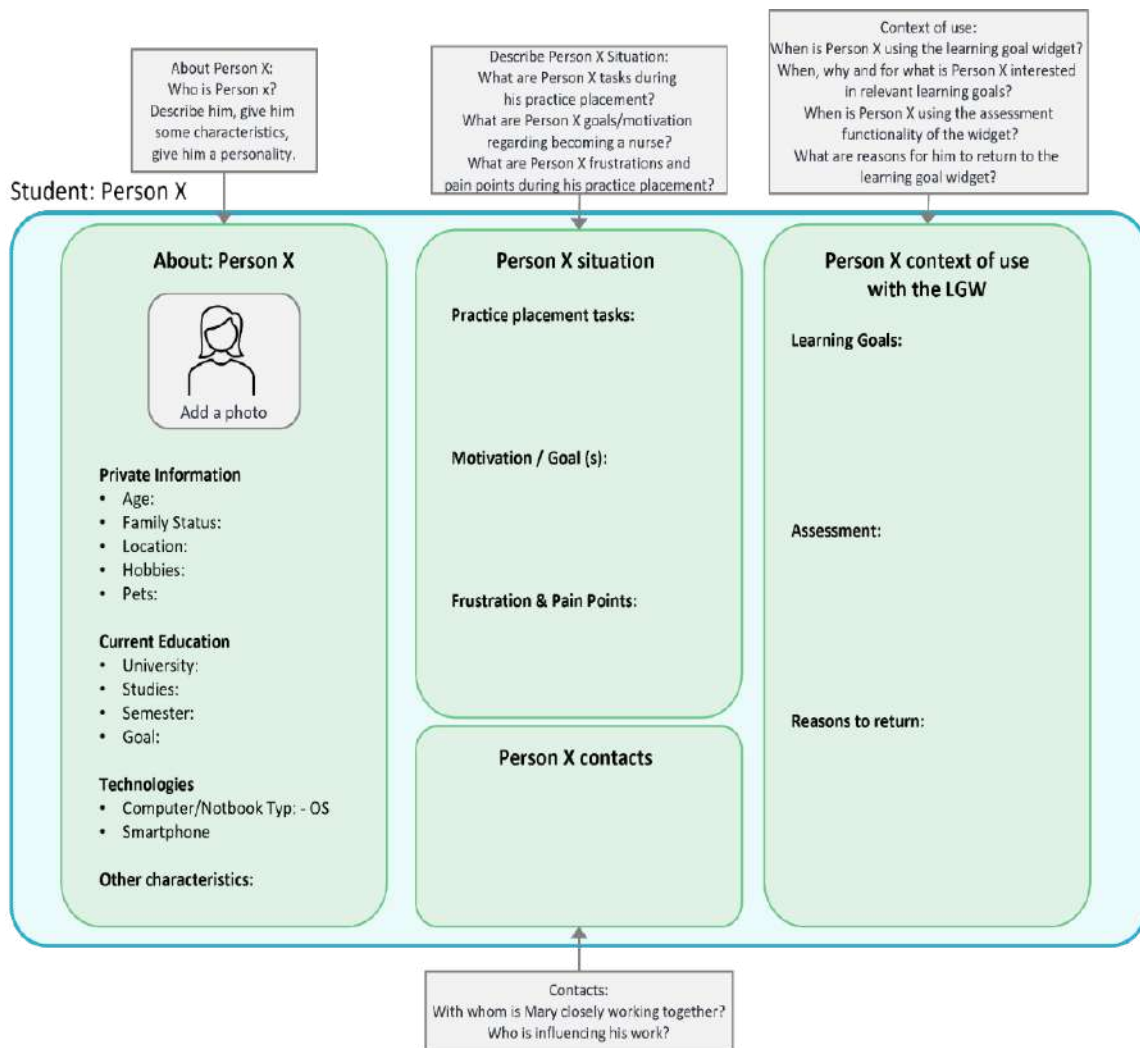 About Person X:
Who is Person x?
Describe him, give him
some characteristics,
give him a personality.
Describe Person X Situation:
What are Person X tasks during
his practice placement?
What are Person X goals/motivation
regarding becoming a nurse?
What are Person X frustrations and
pain points during his practice placement?
Context of use:
When is Person X using the learning goal widget?
When, why and for what is Person X interested
in relevant learning goals?
When is Person X using the assessment
functionality of the widget?
What are reasons for him to return to the
learning goal widget?
Student: Person X
About: Person X
Add a photo
Private Information
• Age:
• Family Status:
• Location:
• Hobbies:
• Pets:
Current Education
• University:
• Studies:
• Semester:
• Goal:
Technologies
• Computer/Notbook Typ: - OS
• Smartphone
Other characteristics:
Person X situation
Practice placement tasks:
Motivation / Goal (s):
Frustration & Pain Points:
Person X contacts
Person X context of use
with the LGW
Learning Goals:
Assessment:
Reasons to return:
Contacts:
With whom is Mary closely working together?
Who is influencing his work?